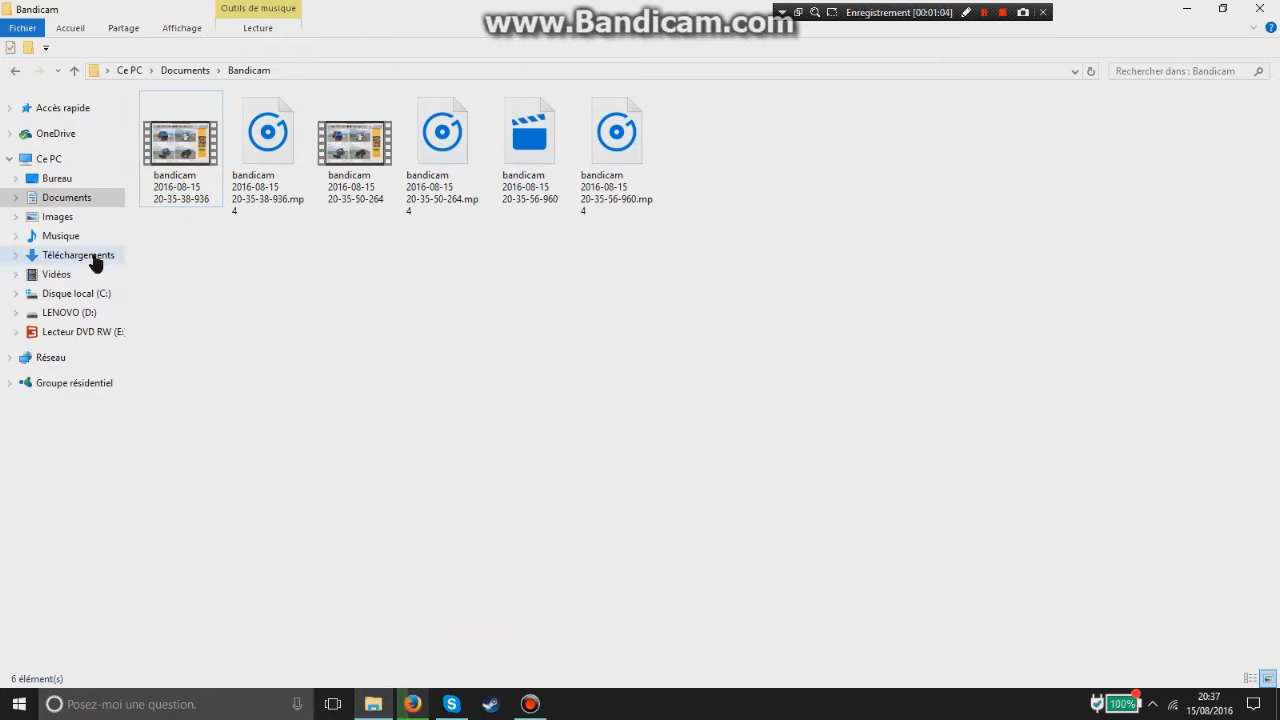 Bandicam
Outils de musique
www.Bandicam.com
Enregistrement [00:01:04]
Fichier
Accueil
Partage
Affichage
Lecture
Ce PC
Documents
Bandicam
Rechercher dans : Bandicam
Accès rapide
OneDrive
Ce PC
Bureau
Documents
Images
Musique
Téléchargements
Vidéos
Disque local (C:)
LENOVO (D:)
Lecteur DVD RW (E:
Réseau
Groupe résidentiel
bandicam
2016-08-15
20-35-38-936
bandicam
2016-08-15
20-35-38-936.mp
4
bandicam
2016-08-15
20-35-50-264
bandicam
2016-08-15
20-35-50-264.mp
4
bandicam
2016-08-15
20-35-56-960
bandicam
2016-08-15
20-35-56-960.mp
4
6 élément(s)
Posez-moi une question.
100%
20:37
15/08/2016